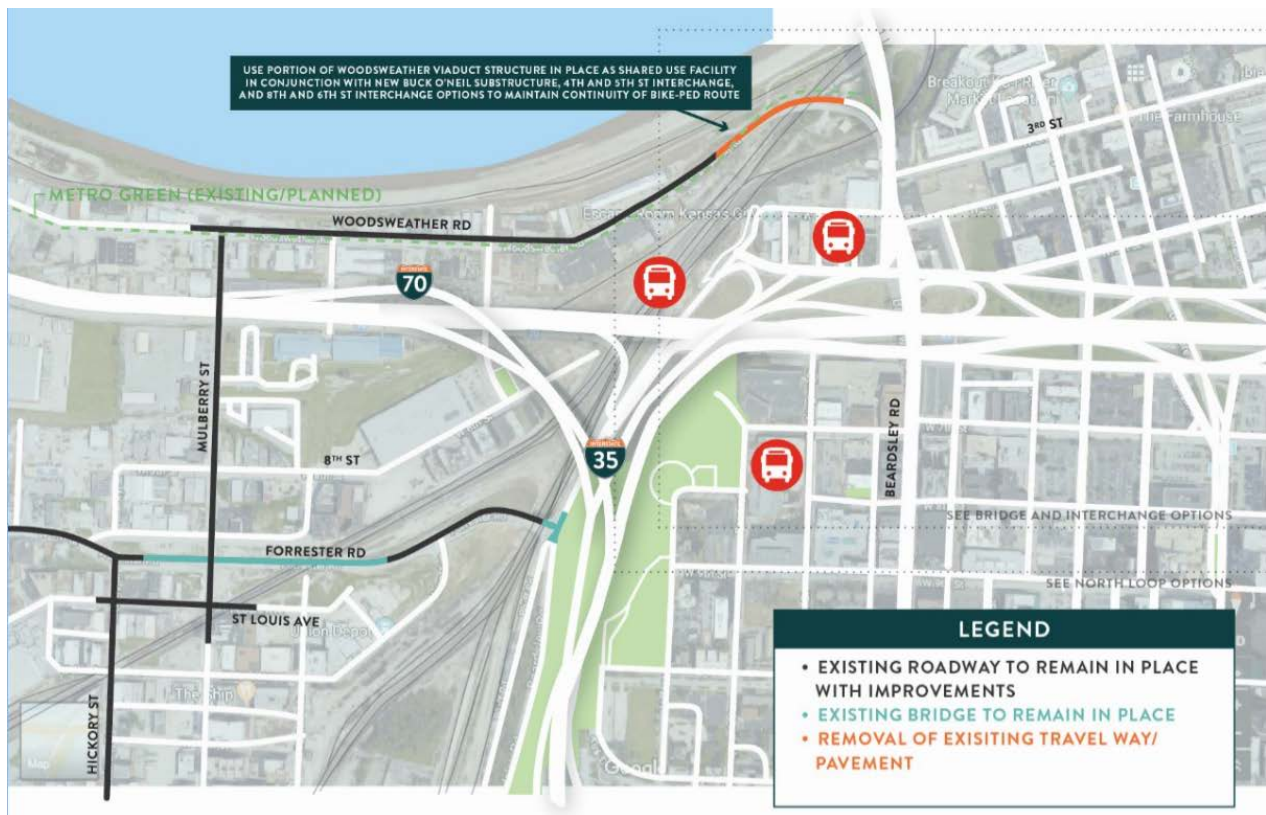 USE PORTION OF WOODSWEATHER VIADUCT STRUCTURE IN PLACE AS SHARED USE FACILITY
IN CONJUNCTION WITH NEW BUCK O'NEIL SUBSTRUCTURE, 4TH AND 5TH ST INTERCHANGE,
AND 8TH AND 6TH ST INTERCHANGE OPTIONS TO MAINTAIN CONTINUITY OF BIKE-PED ROUTE
3RD ST
The Farmhouse
METRO GREEN (EXISTING/PLANNED)
WOODSWEATHER RD
INTERSTATE
70
MULBERRY ST
8TH ST
INTERSTATE
35
BEARDSLEY RD
SEE BRIDGE AND INTERCHANGE OPTIONS
FORRESTER RD
SEE NORTH LOOP OPTIONS
ST LOUIS AVE
The Ship
HICKORY ST
Map
Google
LEGEND
• EXISTING ROADWAY TO REMAIN IN PLACE
WITH IMPROVEMENTS
• EXISTING BRIDGE TO REMAIN IN PLACE
• REMOVAL OF EXISITING TRAVEL WAY/
PAVEMENT